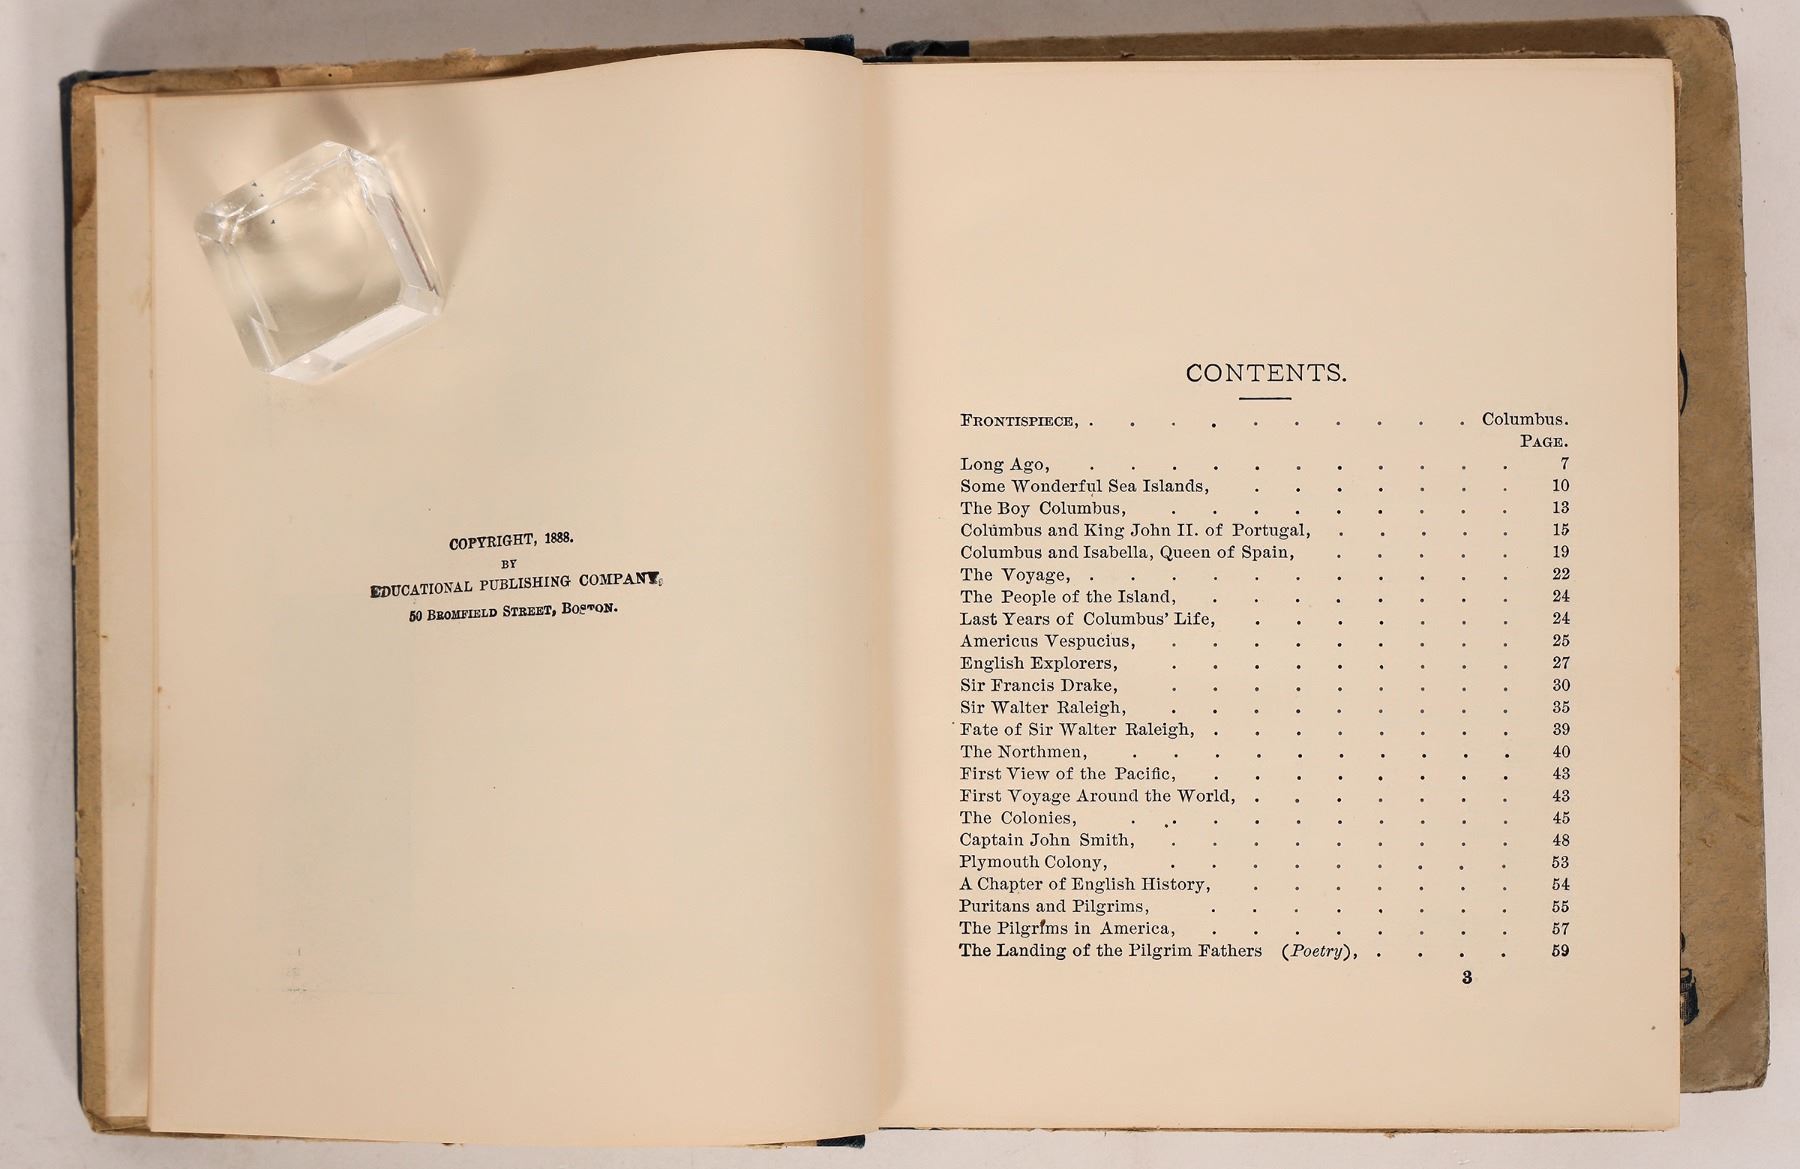 COPYRIGHT, 1888.
BY
EDUCATIONAL PUBLISHING COMPANY,
50 BROMFIELD STREET, BOSTON.
CONTENTS.
FRONTISPIECE, . . . . . . . . . . Columbus.
PAGE.
Long Ago, . . . . . . . . . . . 7
Some Wonderful Sea Islands, . . . . . . . 10
The Boy Columbus, . . . . . . . . . 13
Columbus and King John II. of Portugal, . . . . . 15
Columbus and Isabella, Queen of Spain, . . . . . 19
The Voyage, . . . . . . . . . . . 22
The People of the Island, . . . . . . . . 24
Last Years of Columbus' Life, . . . . . . . 24
Americus Vespucius, . . . . . . . . . 25
English Explorers, . . . . . . . . . 27
Sir Francis Drake, . . . . . . . . . 30
Sir Walter Raleigh, . . . . . . . . . 35
Fate of Sir Walter Raleigh, . . . . . . . . 39
The Northmen, . . . . . . . . . . 40
First View of the Pacific, . . . . . . . . 43
First Voyage Around the World, . . . . . . . 43
The Colonies, . . . . . . . . . . 45
Captain John Smith, . . . . . . . . . 48
Plymouth Colony, . . . . . . . . . 53
A Chapter of English History, . . . . . . . 54
Puritans and Pilgrims, . . . . . . . . 55
The Pilgrims in America, . . . . . . . . 57
The Landing of the Pilgrim Fathers (Poetry), . . . . 59
3